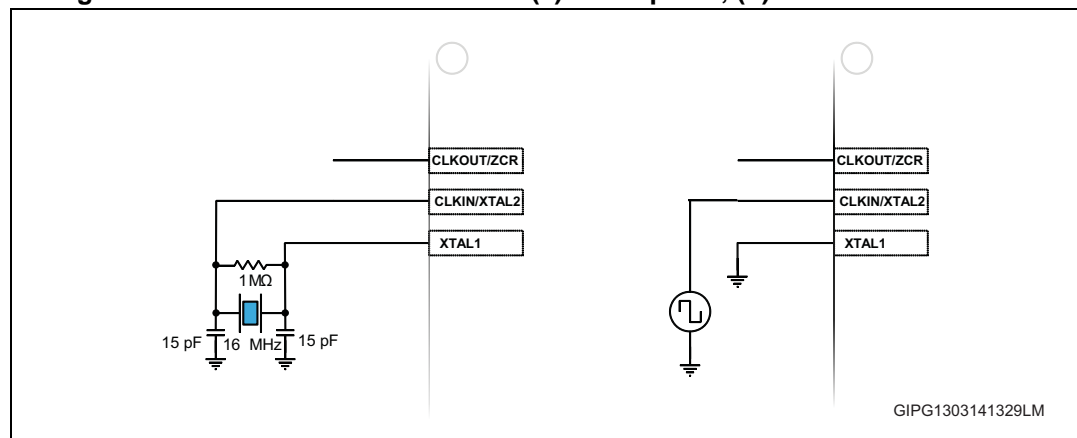 CLKOUT/ZCR
CLKIN/XTAL2
XTAL1
1MΩ
15 pF
16 MHz
15 pF
CLKOUT/ZCR
CLKIN/XTAL2
XTAL1
GIPG1303141329LM